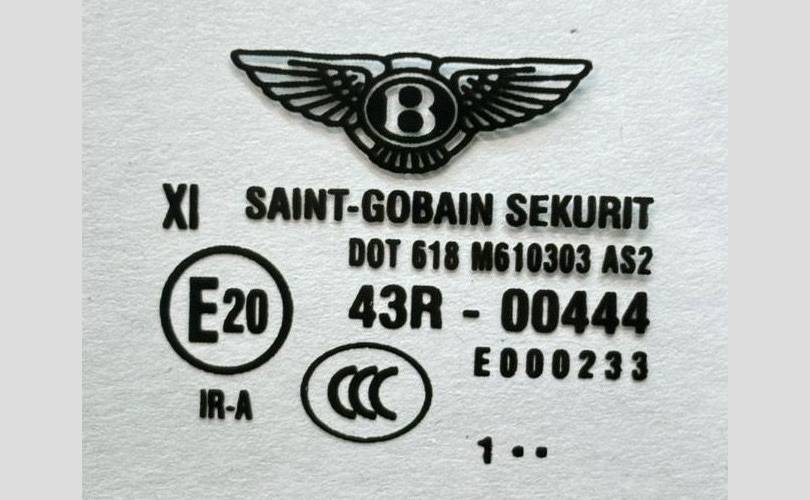 B
XI SAINT-GOBAIN SEKURIT
DOT 618 M610303 AS2
E20 43R - 00444
E000233
IR-A CCC
1 ••